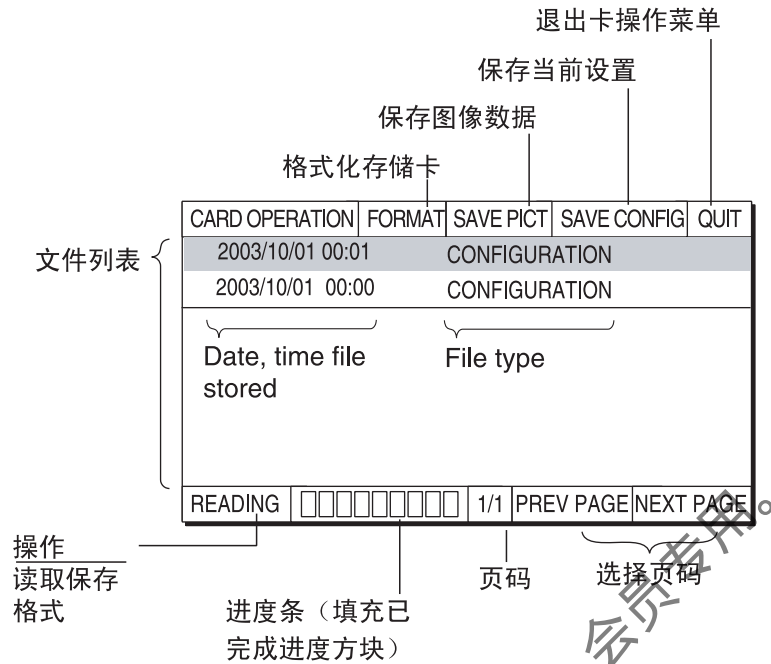 退出卡操作菜单
保存当前设置
保存图像数据
格式化存储卡
CARD OPERATION FORMAT SAVE PICT SAVE CONFIG QUIT
文件列表
2003/10/01 00:01 CONFIGURATION
2003/10/01 00:00 CONFIGURATION
Date, time file
stored
File type
READING 1/1 PREV PAGE NEXT PAGE
操作
读取保存
格式
进度条（填充已
完成进度方块）
页码
选择页码
会员专用。